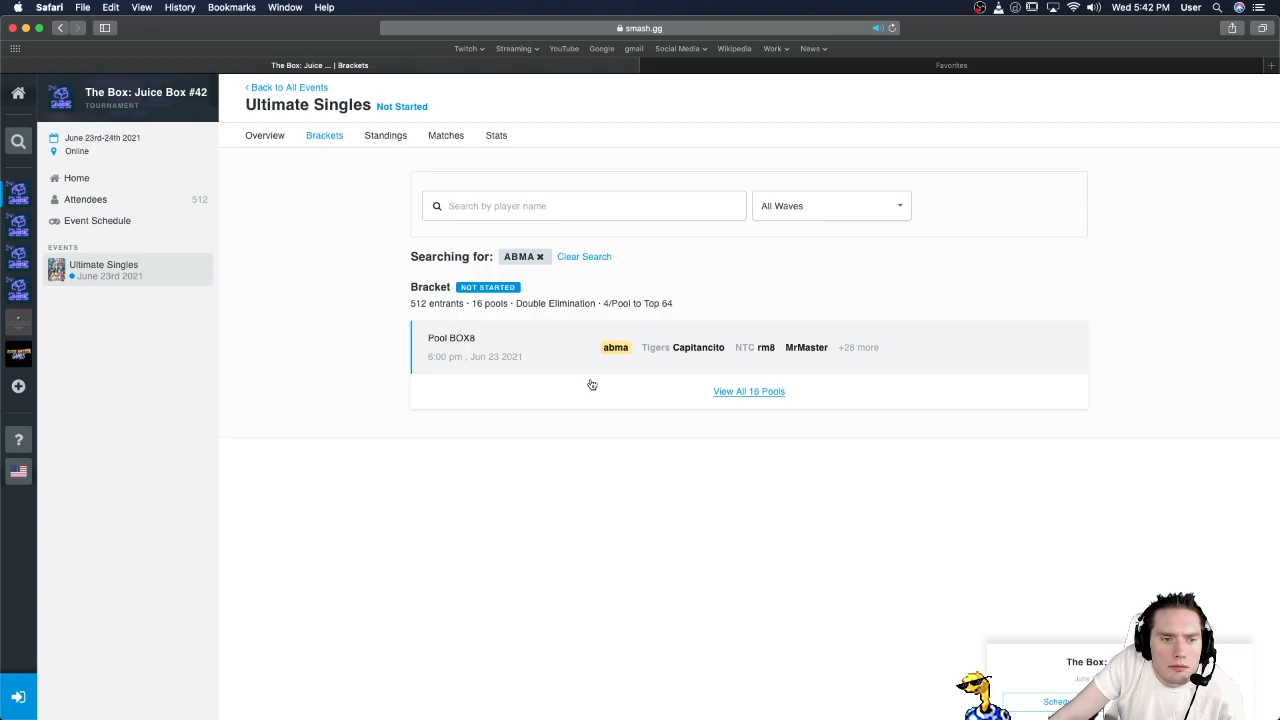 Safari File Edit View History Bookmarks Window Help
Wed 5:42 PM User
smash.gg
Twitch Streaming YouTube Google gmail Social Media Wikipedia Work News
The Box: Juice ... | Brackets
Favorites
The Box: Juice Box #42
TOURNAMENT
June 23rd-24th 2021
Online
Home
Attendees 512
Event Schedule
EVENTS
Ultimate Singles
June 23rd 2021
?
Back to All Events
Ultimate Singles Not Started
Overview Brackets Standings Matches Stats
Search by player name
All Waves
Searching for: ABMA Clear Search
Bracket NOT STARTED
512 entrants · 16 pools · Double Elimination · 4/Pool to Top 64
Pool BOX8
6:00 pm , Jun 23 2021
abma Tigers Capitancito NTC rm8 MrMaster +28 more
View All 16 Pools
The Box: